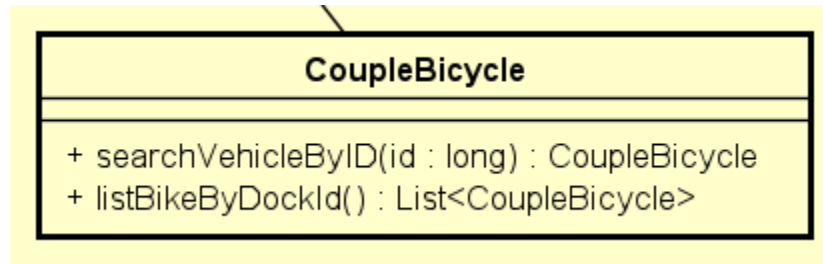 CoupleBicycle
+ searchVehicleByID(id : long) : CoupleBicycle
+ listBikeByDockId() : List<CoupleBicycle>